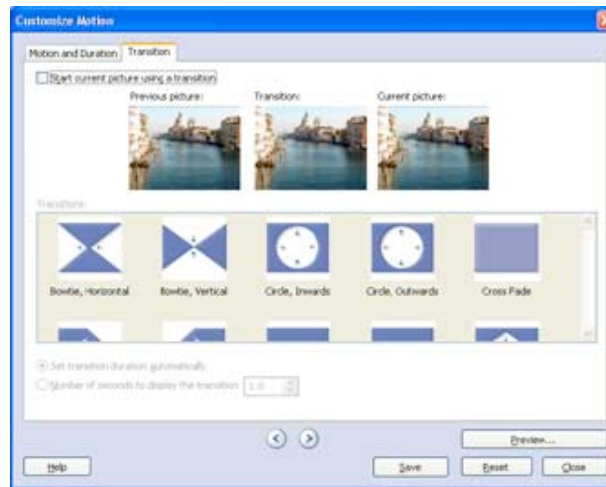 Customize Motion
Motion and Duration
Transition
Start current picture using a transition
Previous picture:
Transition:
Current picture:
Transitions:
Bowtie, Horizontal
Bowtie, Vertical
Circle, Inwards
Circle, Outwards
Cross Fade
Set transition duration automatically
Number of seconds to display the transition 1.0
Preview...
Help
Save
Reset
Close